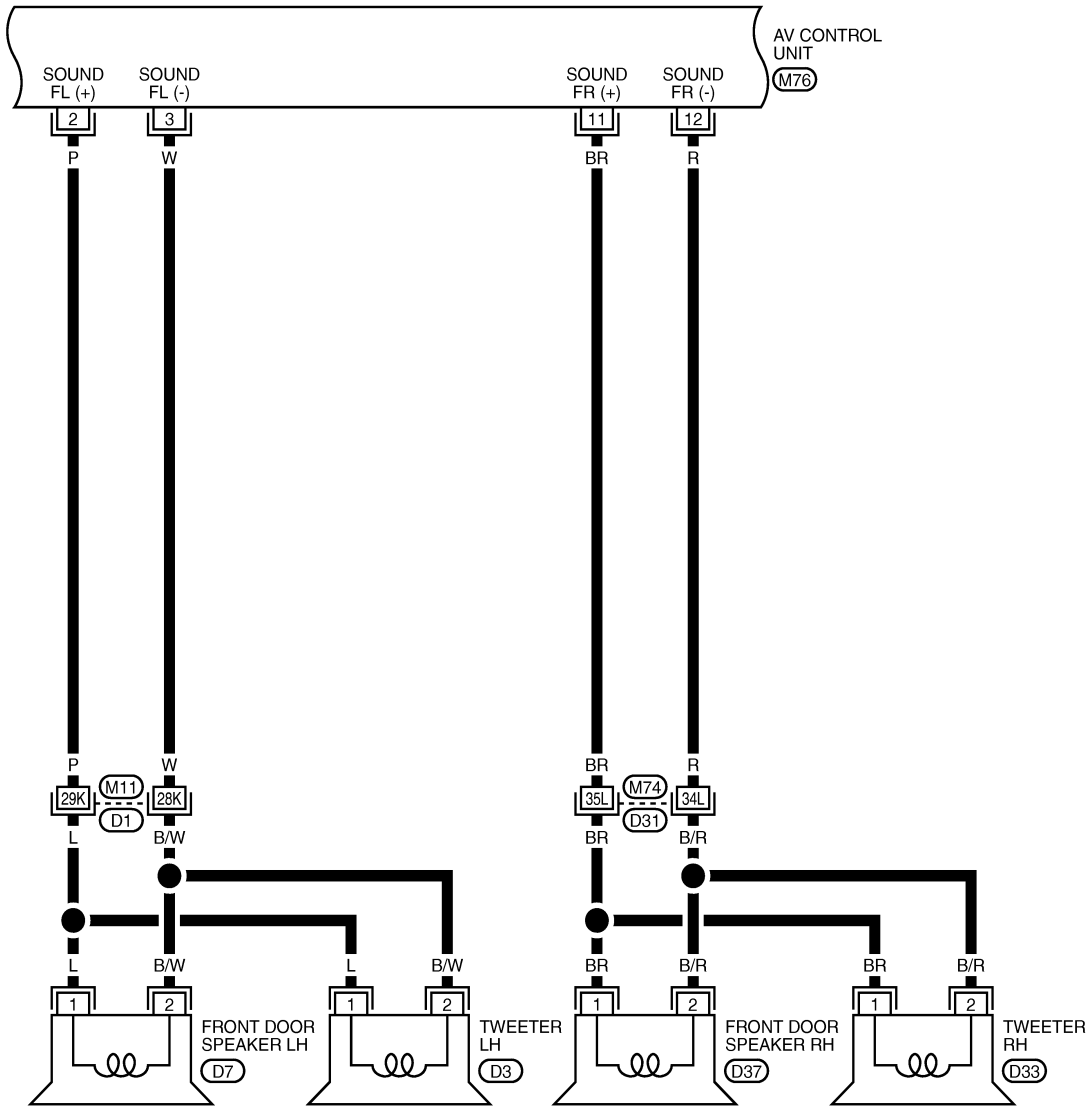 AV CONTROL
UNIT
M76
SOUND
FL (+)
SOUND
FL (-)
SOUND
FR (+)
SOUND
FR (-)
2
3
11
12
P
W
BR
R
P
W
BR
R
29K
M11
D1
28K
35L
M74
D31
34L
L
B/W
BR
B/R
L
B/W
L
B/W
BR
B/R
BR
B/R
1
2
1
2
1
2
1
2
FRONT DOOR
SPEAKER LH
D7
TWEETER
LH
D3
FRONT DOOR
SPEAKER RH
D37
TWEETER
RH
D33